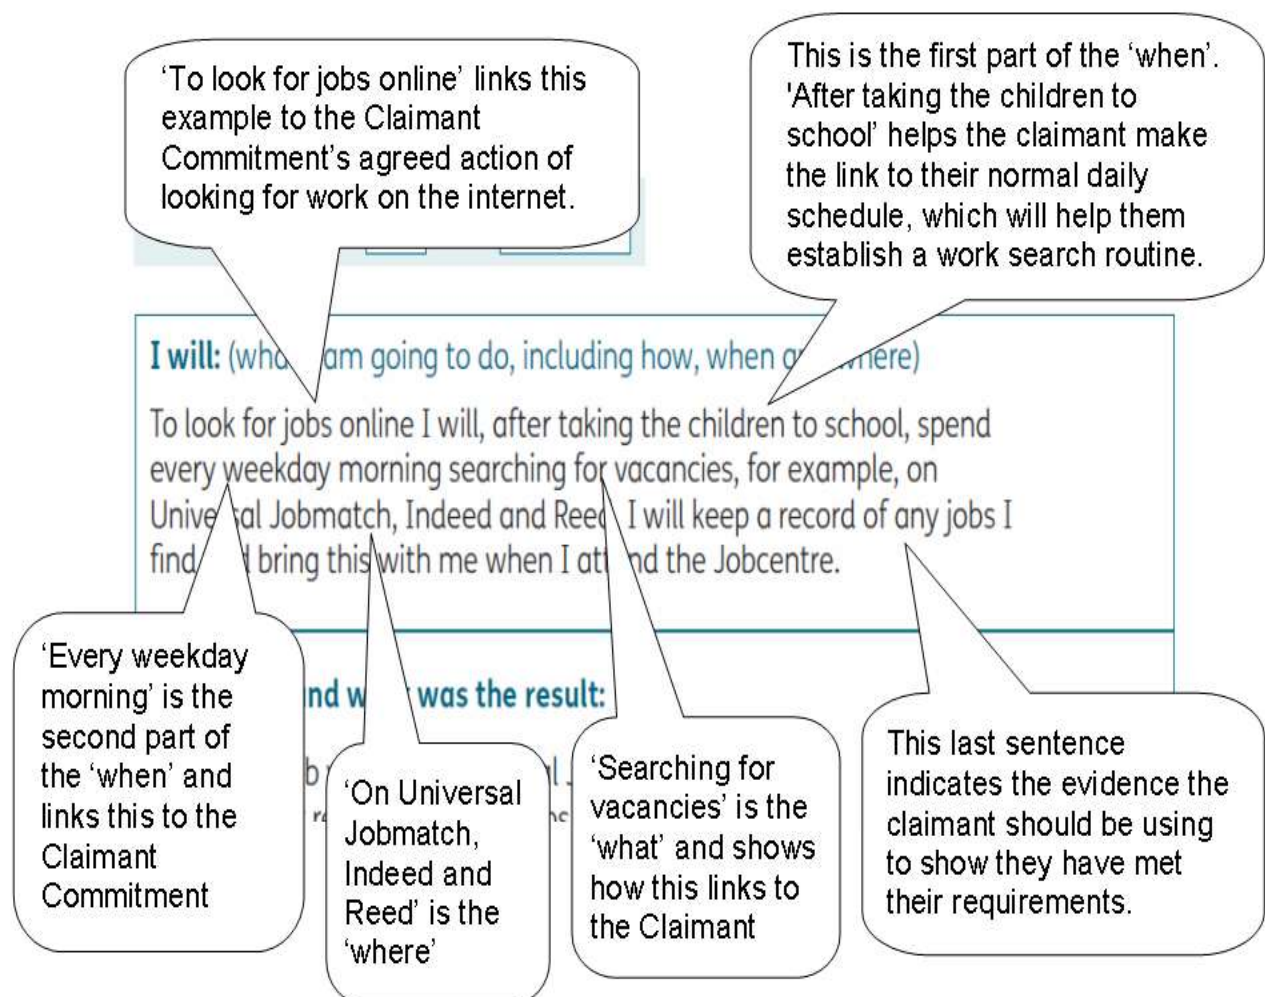 ‘To look for jobs online’ links this
example to the Claimant
Commitment’s agreed action of
looking for work on the internet.
This is the first part of the ‘when’.
'After taking the children to
school’ helps the claimant make
the link to their normal daily
schedule, which will help them
establish a work search routine.
I will: (what am going to do, including how, when and where)
To look for jobs online I will, after taking the children to school, spend
every weekday morning searching for vacancies, for example, on
Universal Jobmatch, Indeed and Reed. I will keep a record of any jobs I
find and bring this with me when I attend the Jobcentre.
‘Every weekday
morning’ is the
second part of
the ‘when’ and
links this to the
Claimant
Commitment
was the result:
‘On Universal
Jobmatch,
Indeed and
Reed’ is the
‘where’
‘Searching for
vacancies’ is the
‘what’ and shows
how this links to
the Claimant
This last sentence
indicates the evidence the
claimant should be using
to show they have met
their requirements.